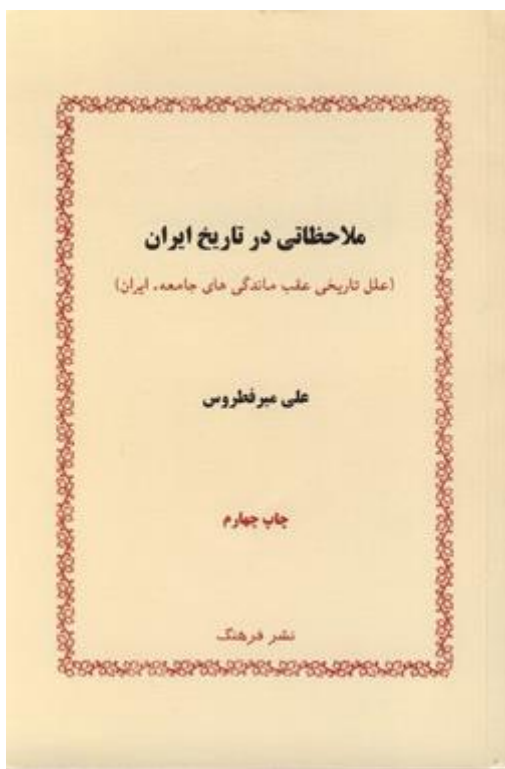 ملاحظاتی در تاریخ ایران
(علل تاریخی عقب ماندگی های جامعه، ایران)
علی میرفطروس
چاپ چهارم
نشر فرهنگ